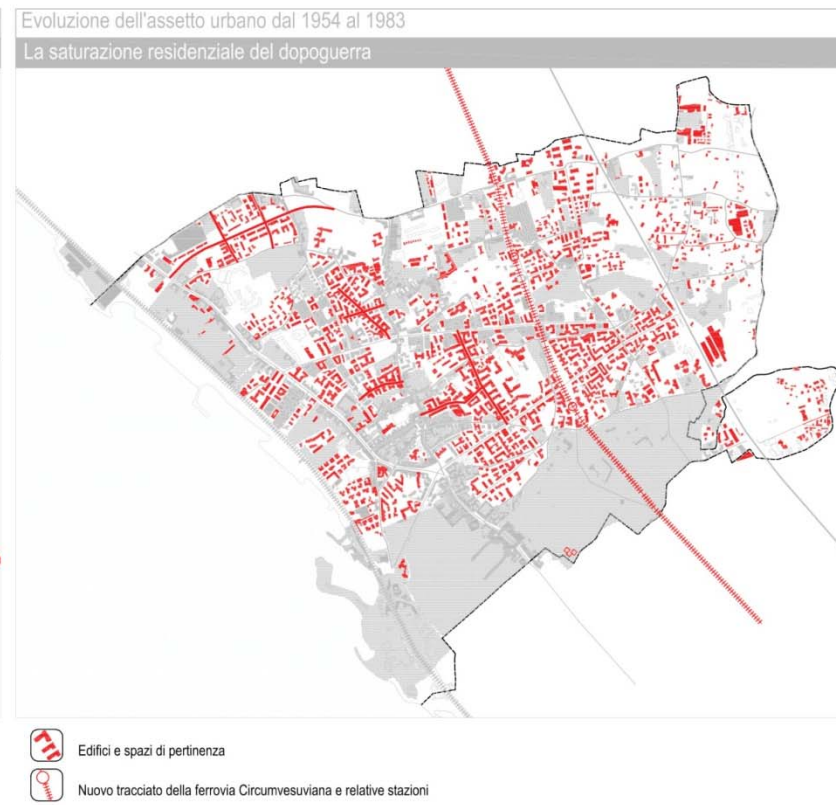 Evoluzione dell'assetto urbano dal 1954 al 1983
La saturazione residenziale del dopoguerra
Edifici e spazi di pertinenza
Nuovo tracciato della ferrovia Circumvesuviana e relative stazioni